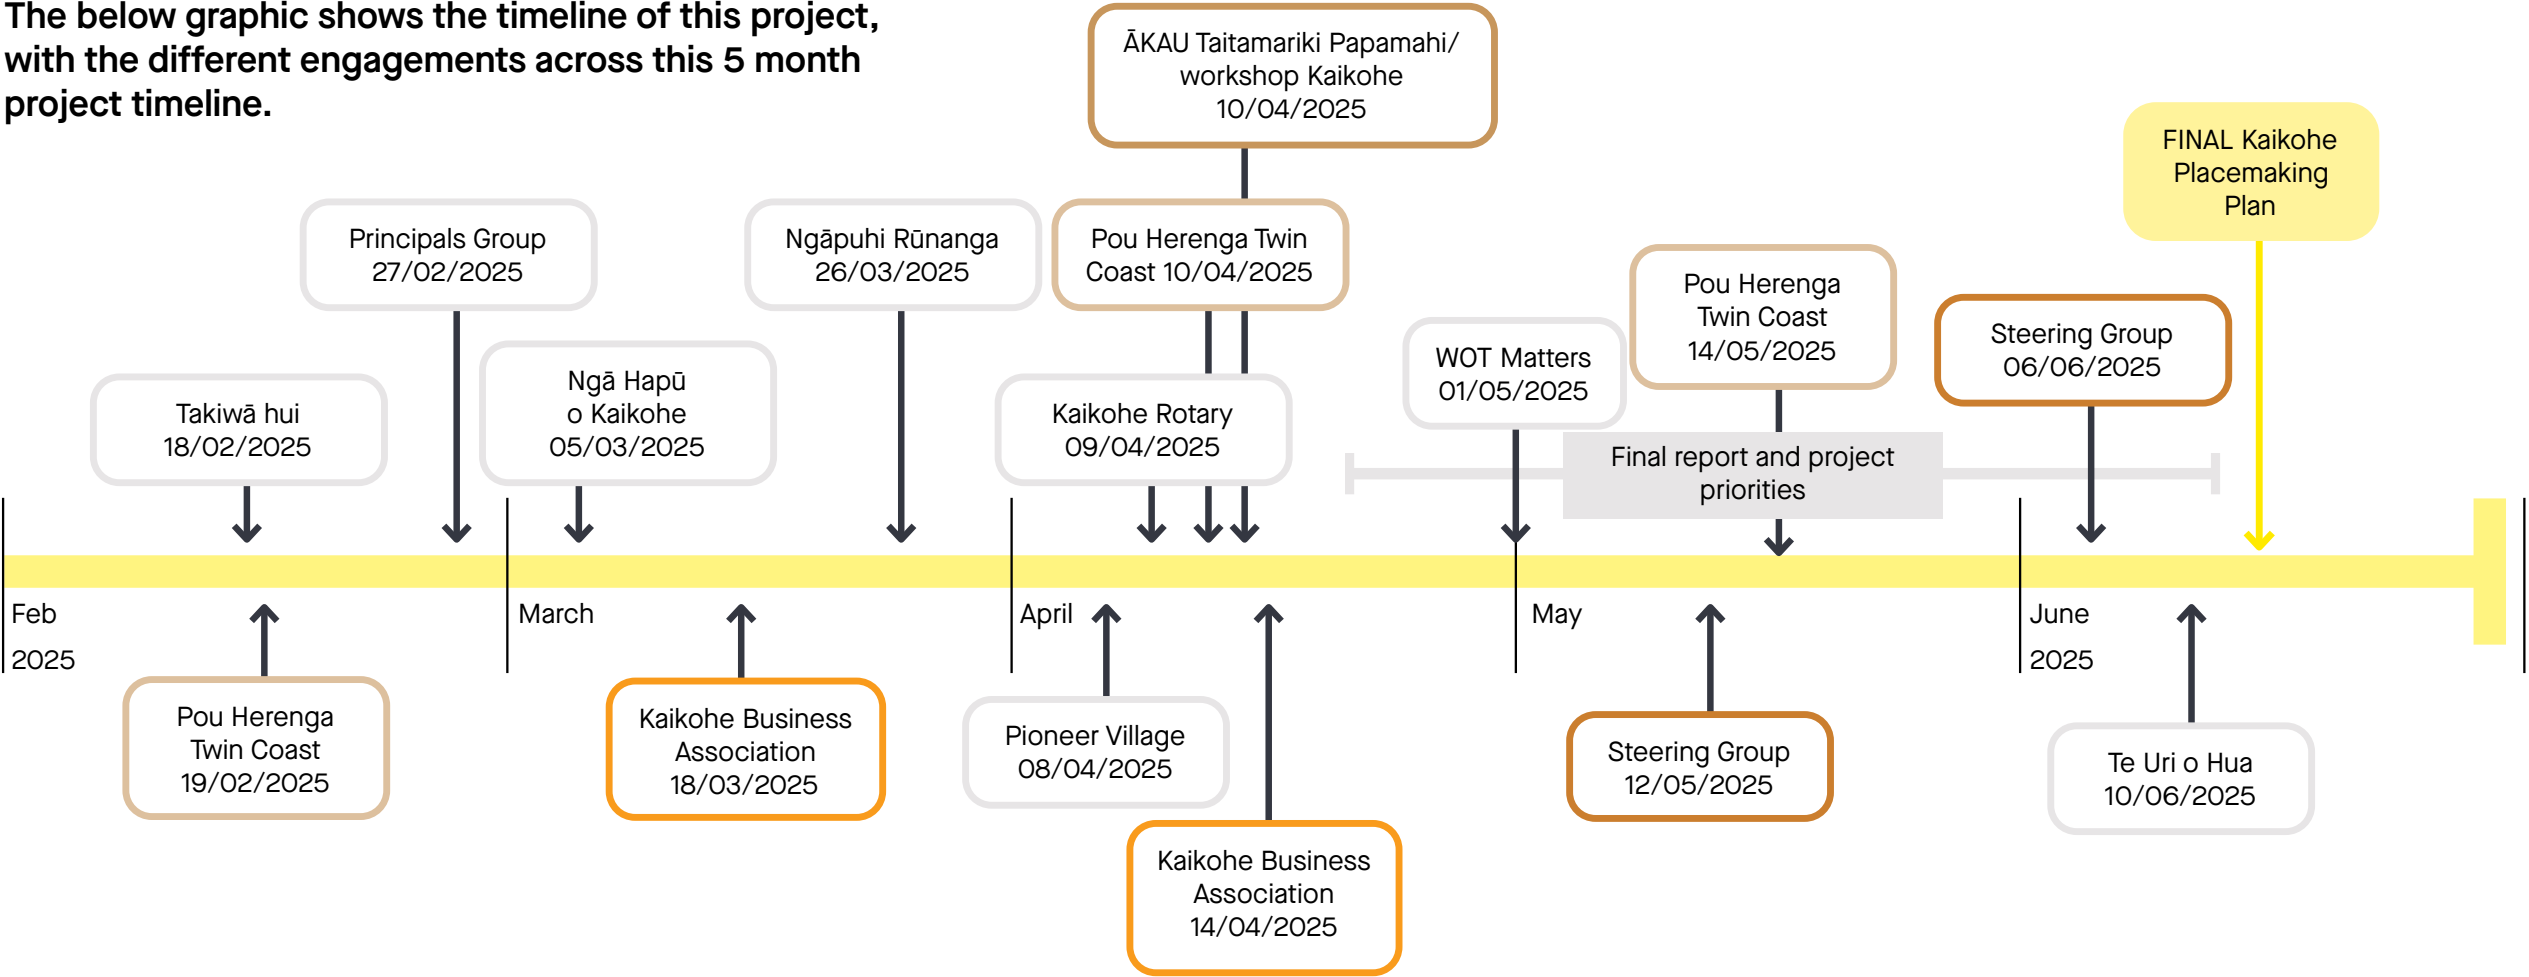 The below graphic shows the timeline of this project,
with the different engagements across this 5 month
project timeline.
ĀKAU Taitamariki Papamahi/
workshop Kaikohe
10/04/2025
FINAL Kaikohe
Placemaking
Plan
Principals Group
27/02/2025
Ngāpuhi Rūnanga
26/03/2025
Pou Herenga Twin
Coast 10/04/2025
Pou Herenga
Twin Coast
14/05/2025
Steering Group
06/06/2025
WOT Matters
01/05/2025
Ngā Hapū
o Kaikohe
05/03/2025
Takiwā hui
18/02/2025
Kaikohe Rotary
09/04/2025
Final report and project
priorities
Feb
2025
March
April
May
June
2025
Pou Herenga
Twin Coast
19/02/2025
Kaikohe Business
Association
18/03/2025
Pioneer Village
08/04/2025
Steering Group
12/05/2025
Te Uri o Hua
10/06/2025
Kaikohe Business
Association
14/04/2025